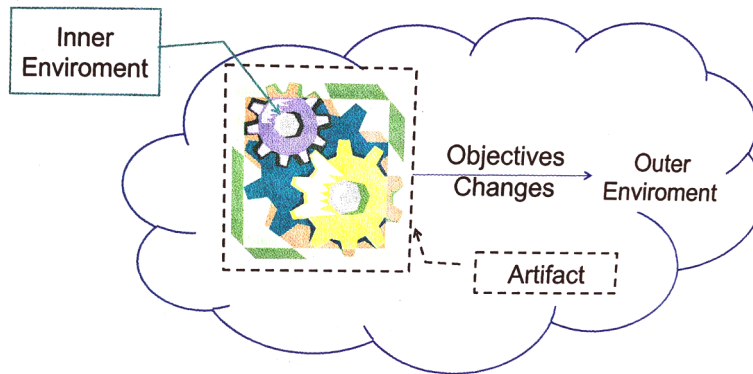 Inner
Enviroment
Objectives
Changes
Outer
Enviroment
Artifact